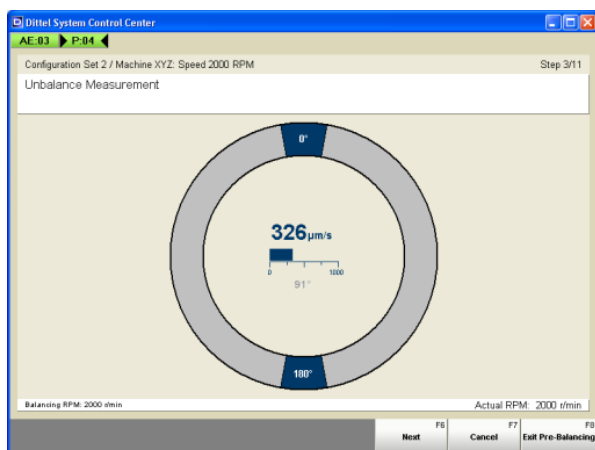 Dittel System Control Center
AE:03 P:04
Configuration Set 2 / Machine XYZ: Speed 2000 RPM Step 3/11
Unbalance Measurement
0°
326 µm/s
0 1000
91°
180°
Balancing RPM: 2000 r/min Actual RPM: 2000 r/min
F6 F7 F8
Next Cancel Exit Pre-Balancing